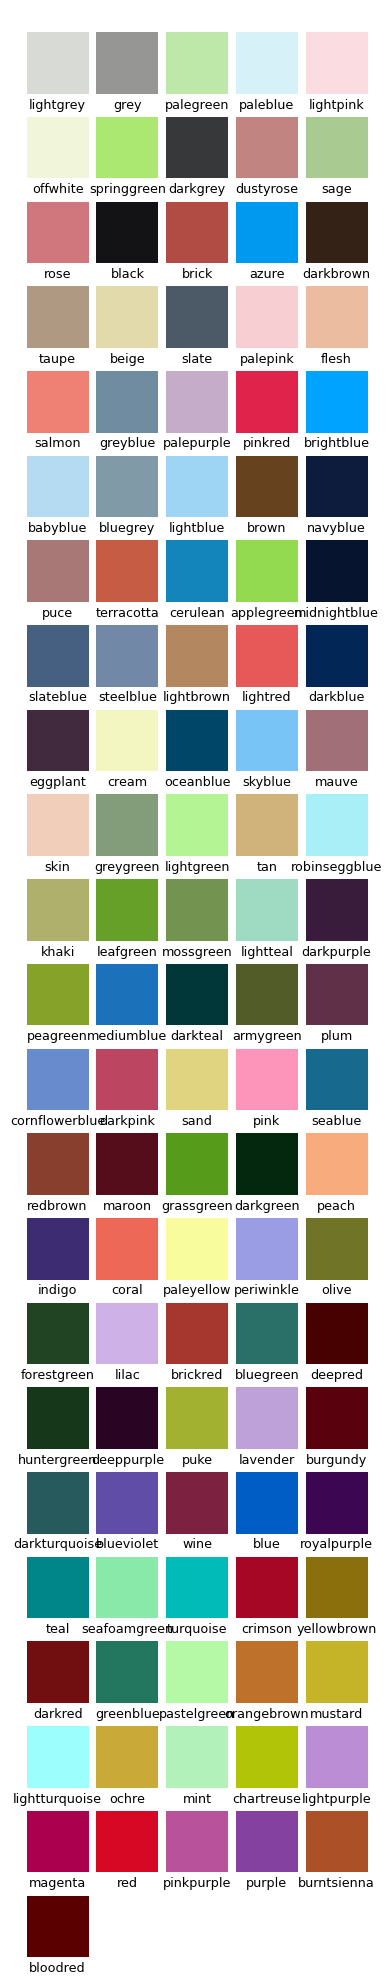 lightgrey grey palegreen paleblue lightpink
offwhite springgreen darkgrey dustyrose sage
rose black brick azure darkbrown
taupe beige slate palepink flesh
salmon greyblue palepurple pinkred brightblue
babyblue bluegrey lightblue brown navyblue
puce terracotta cerulean applegreen midnightblue
slateblue steelblue lightbrown lightred darkblue
eggplant cream oceanblue skyblue mauve
skin greygreen lightgreen tan robinseggblue
khaki leafgreen mossgreen lightteal darkpurple
peagreen mediumblue darkteal armygreen plum
cornflowerblue darkpink sand pink seablue
redbrown maroon grassgreen darkgreen peach
indigo coral paleyellow periwinkle olive
forestgreen lilac brickred bluegreen deepred
huntergreen deeppurple puke lavender burgundy
darkturquoise blueviolet wine blue royalpurple
teal seafoamgreen turquoise crimson yellowbrown
darkred greenblue pastelgreen orangebrown mustard
lightturquoise ochre mint chartreuse lightpurple
magenta red pinkpurple purple burntsienna
bloodred